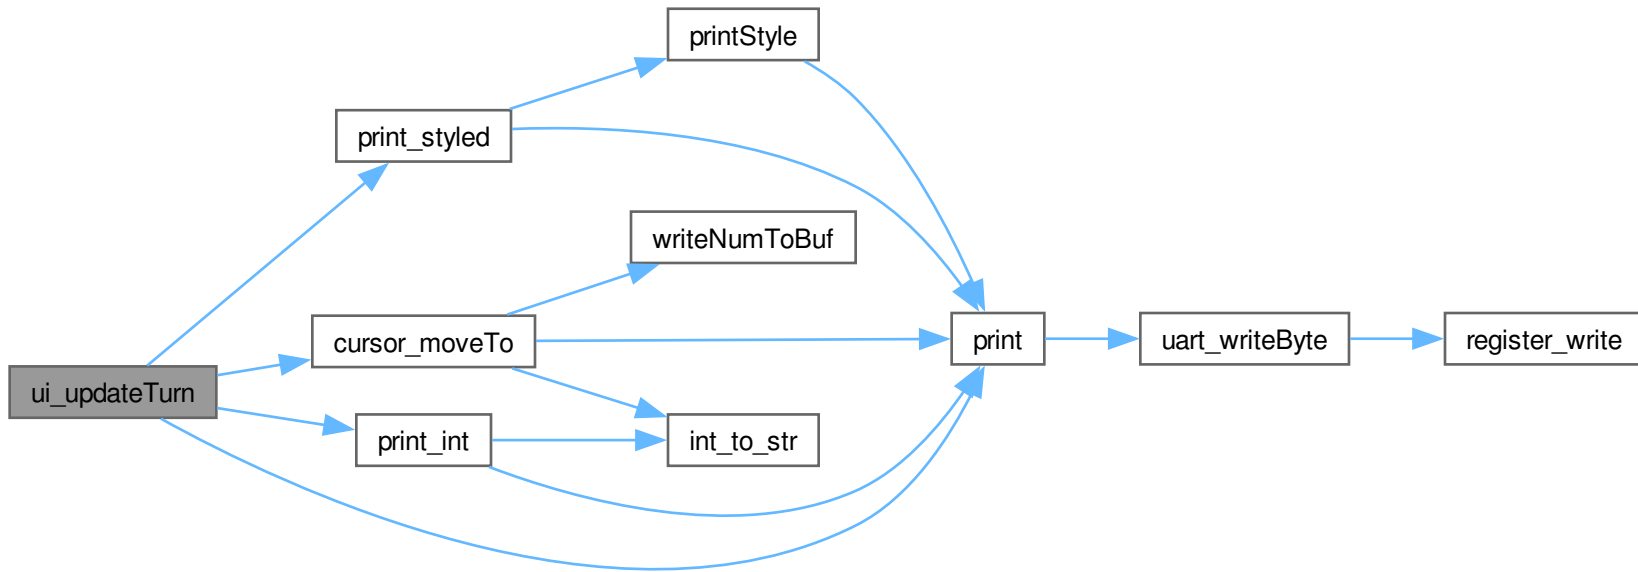 printStyle
print_styled
writeNumToBuf
cursor_moveTo
print
uart_writeByte
register_write
ui_updateTurn
print_int
int_to_str